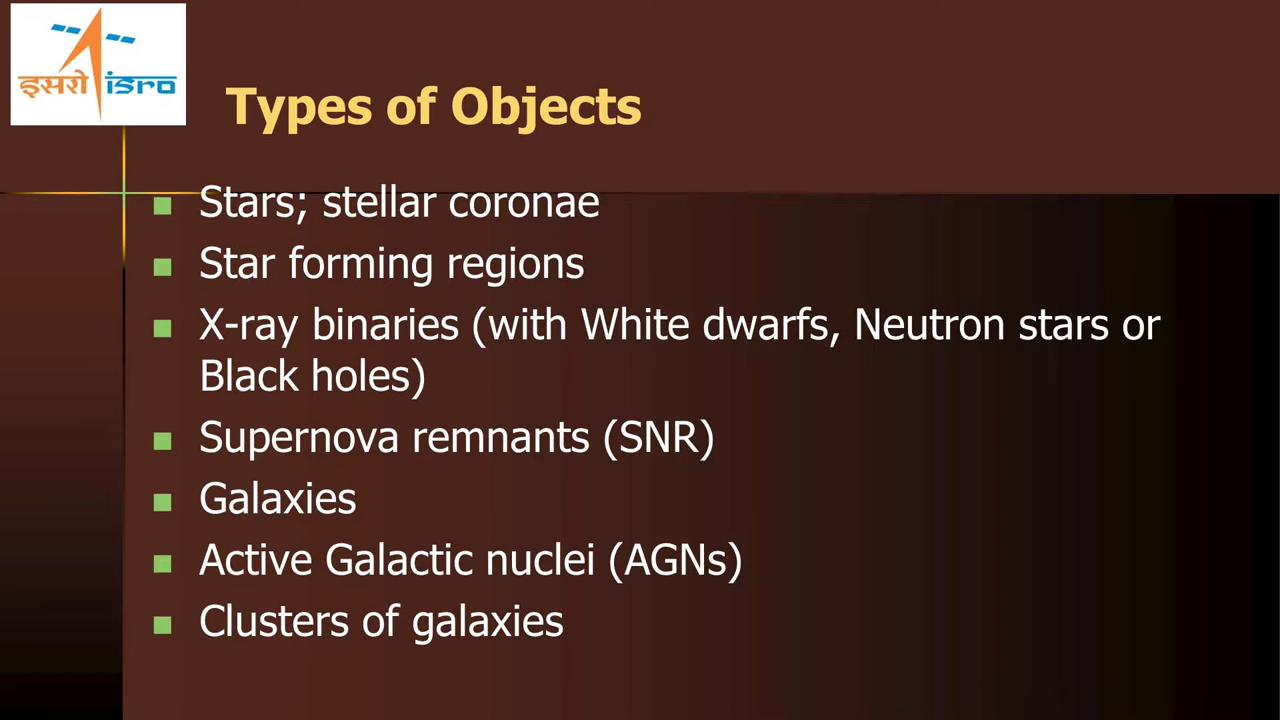 इसरो isro
Types of Objects
Stars; stellar coronae
Star forming regions
X-ray binaries (with White dwarfs, Neutron stars or
Black holes)
Supernova remnants (SNR)
Galaxies
Active Galactic nuclei (AGNs)
Clusters of galaxies